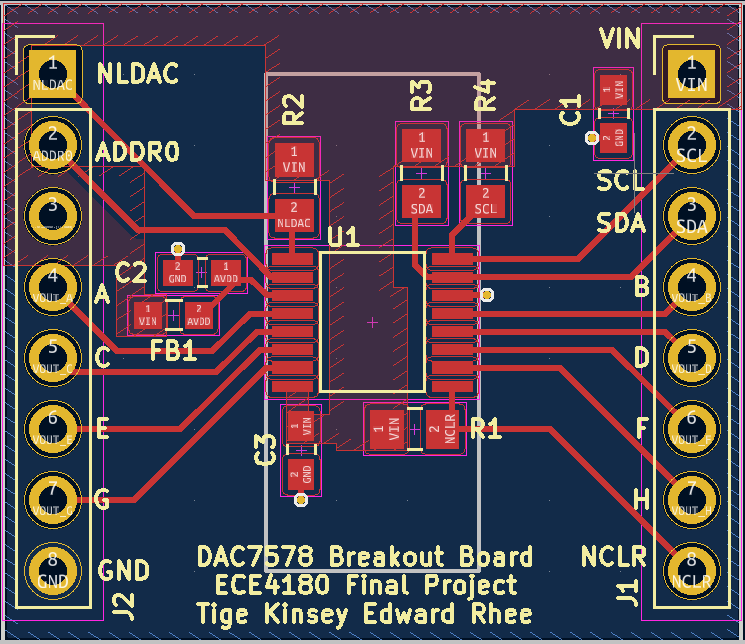 VIN
1
NLDAC
NLDAC
1
VIN
R2
R3
R4
C1
1
VIN
2
GND
2
ADDR0
ADDR0
1
VIN
1
VIN
1
VIN
2
SCL
SCL
3
2
NLDAC
2
SDA
2
SCL
SDA
3
SDA
U1
C2
2
GND
1
AVDD
4
VOUT_A
A
B
4
VOUT_B
1
VIN
2
AVDD
FB1
5
VOUT_C
C
D
5
VOUT_D
6
VOUT_E
E
1
VIN
1
VIN
2
NCLR
R1
F
6
VOUT_F
C3
2
GND
7
VOUT_G
G
H
7
VOUT_H
8
GND
GND
DAC7578 Breakout Board
NCLR
8
NCLR
J2
ECE4180 Final Project
J1
Tige Kinsey Edward Rhee